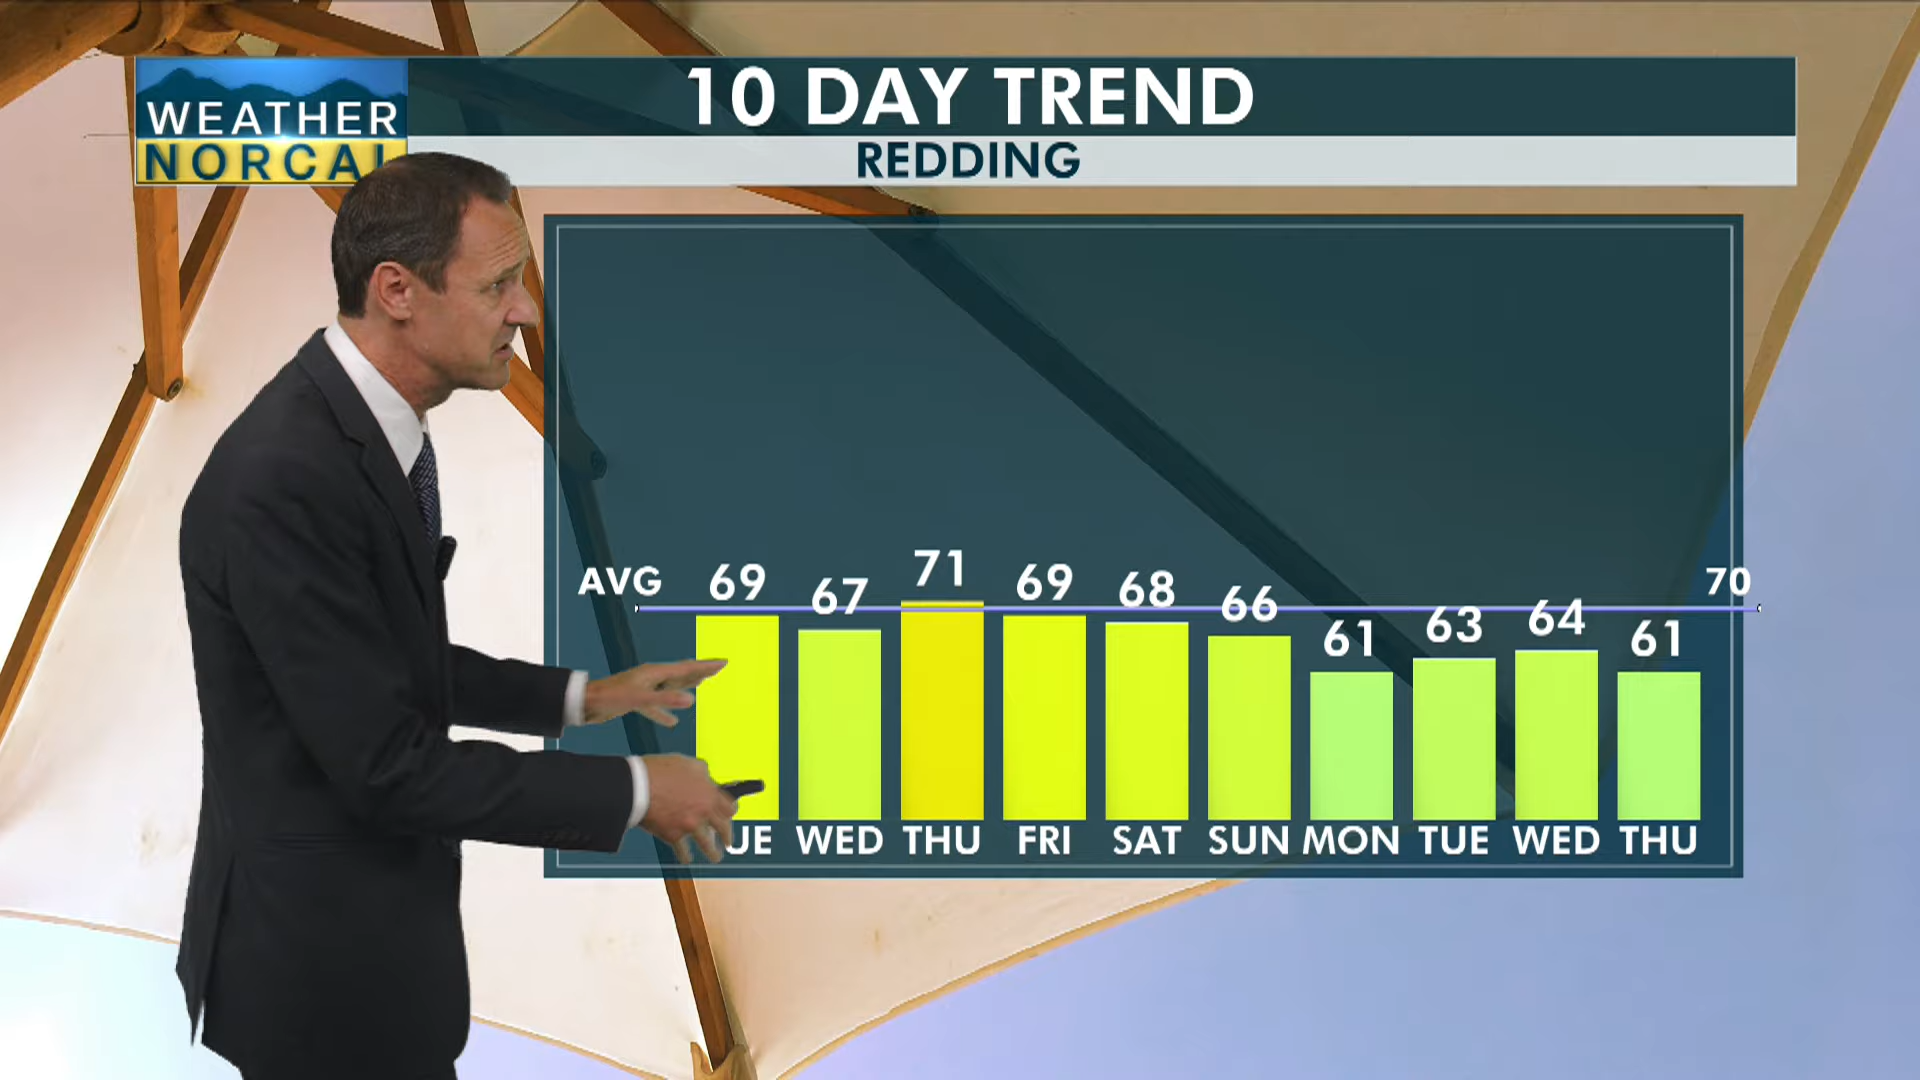 10 DAY TREND
WEATHER
NORCAL
REDDING
AVG 69 67 71 69 68 66 61 63 64 61 70
UE WED THU FRI SAT SUN MON TUE WED THU